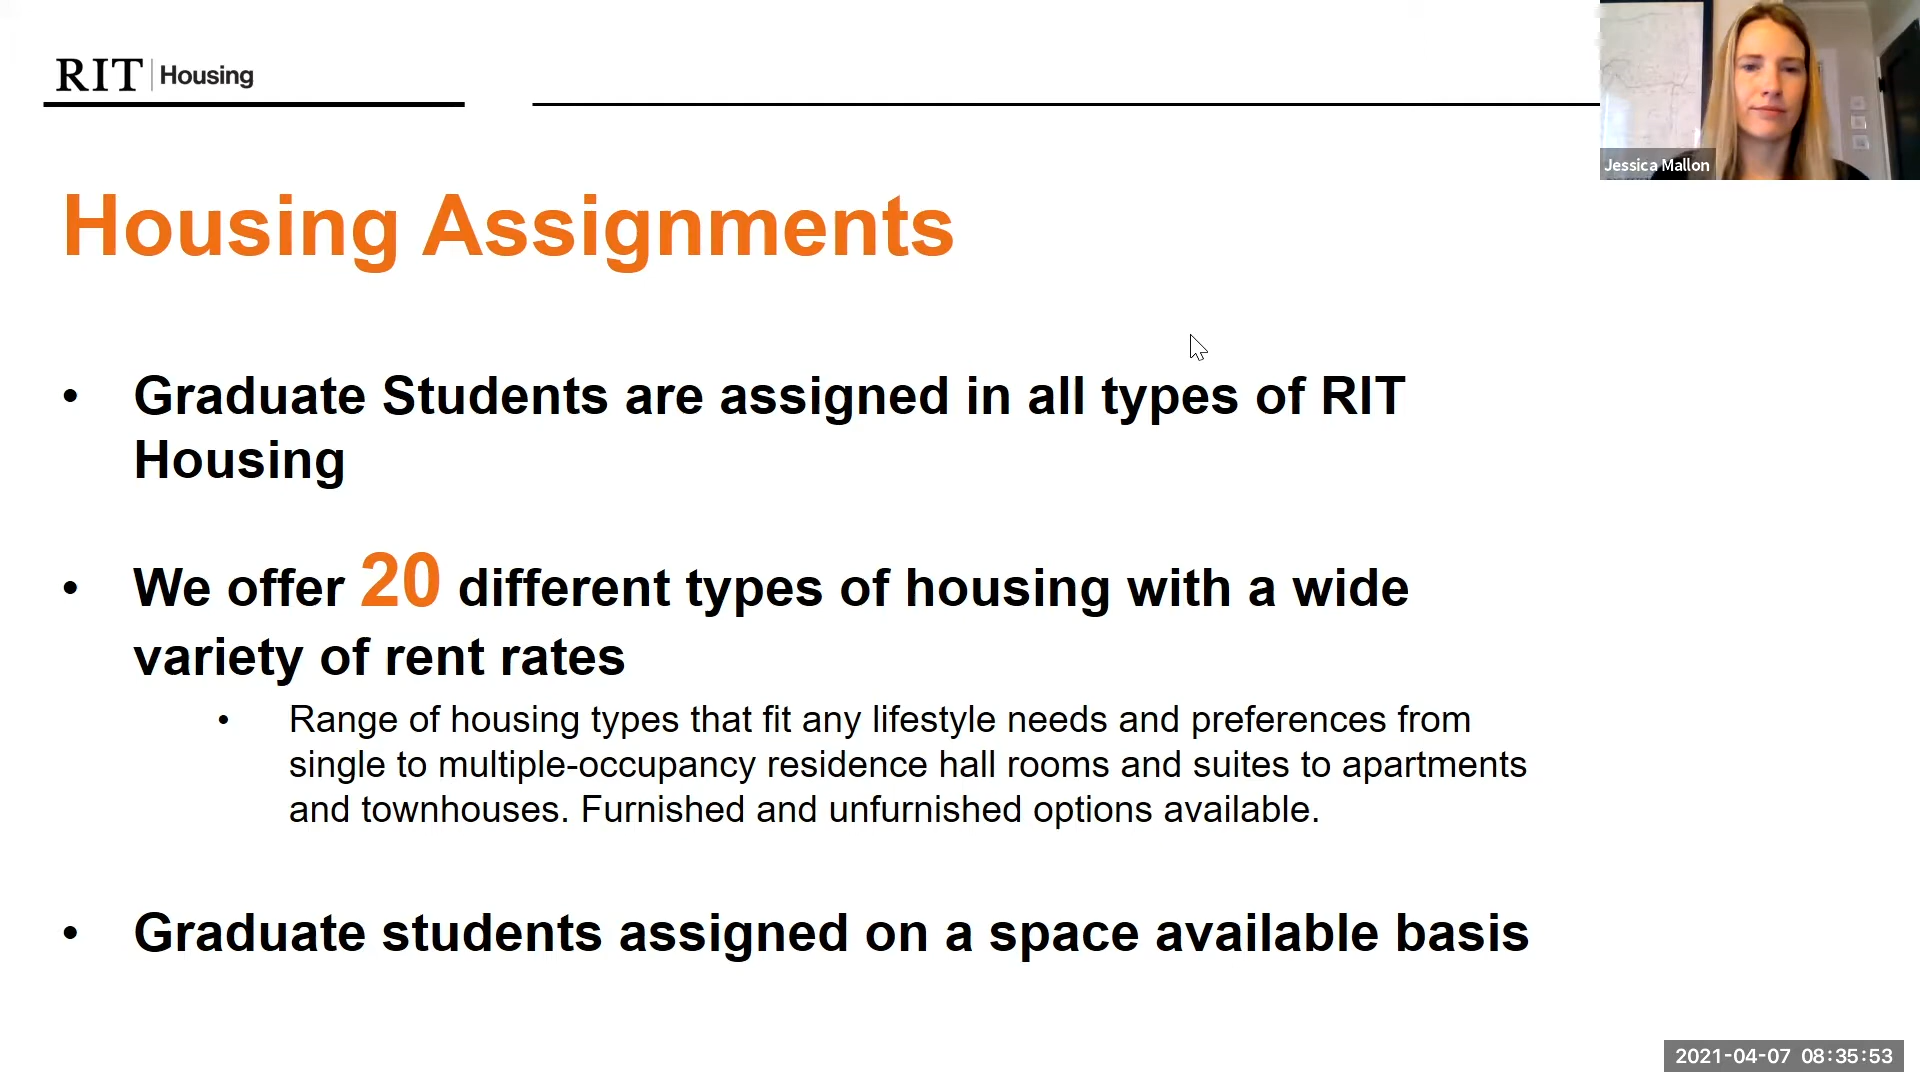 RIT Housing
Jessica Mallon
Housing Assignments
• Graduate Students are assigned in all types of RIT
Housing
• We offer 20 different types of housing with a wide
variety of rent rates
• Range of housing types that fit any lifestyle needs and preferences from
single to multiple-occupancy residence hall rooms and suites to apartments
and townhouses. Furnished and unfurnished options available.
• Graduate students assigned on a space available basis
2021-04-07 08:35:53